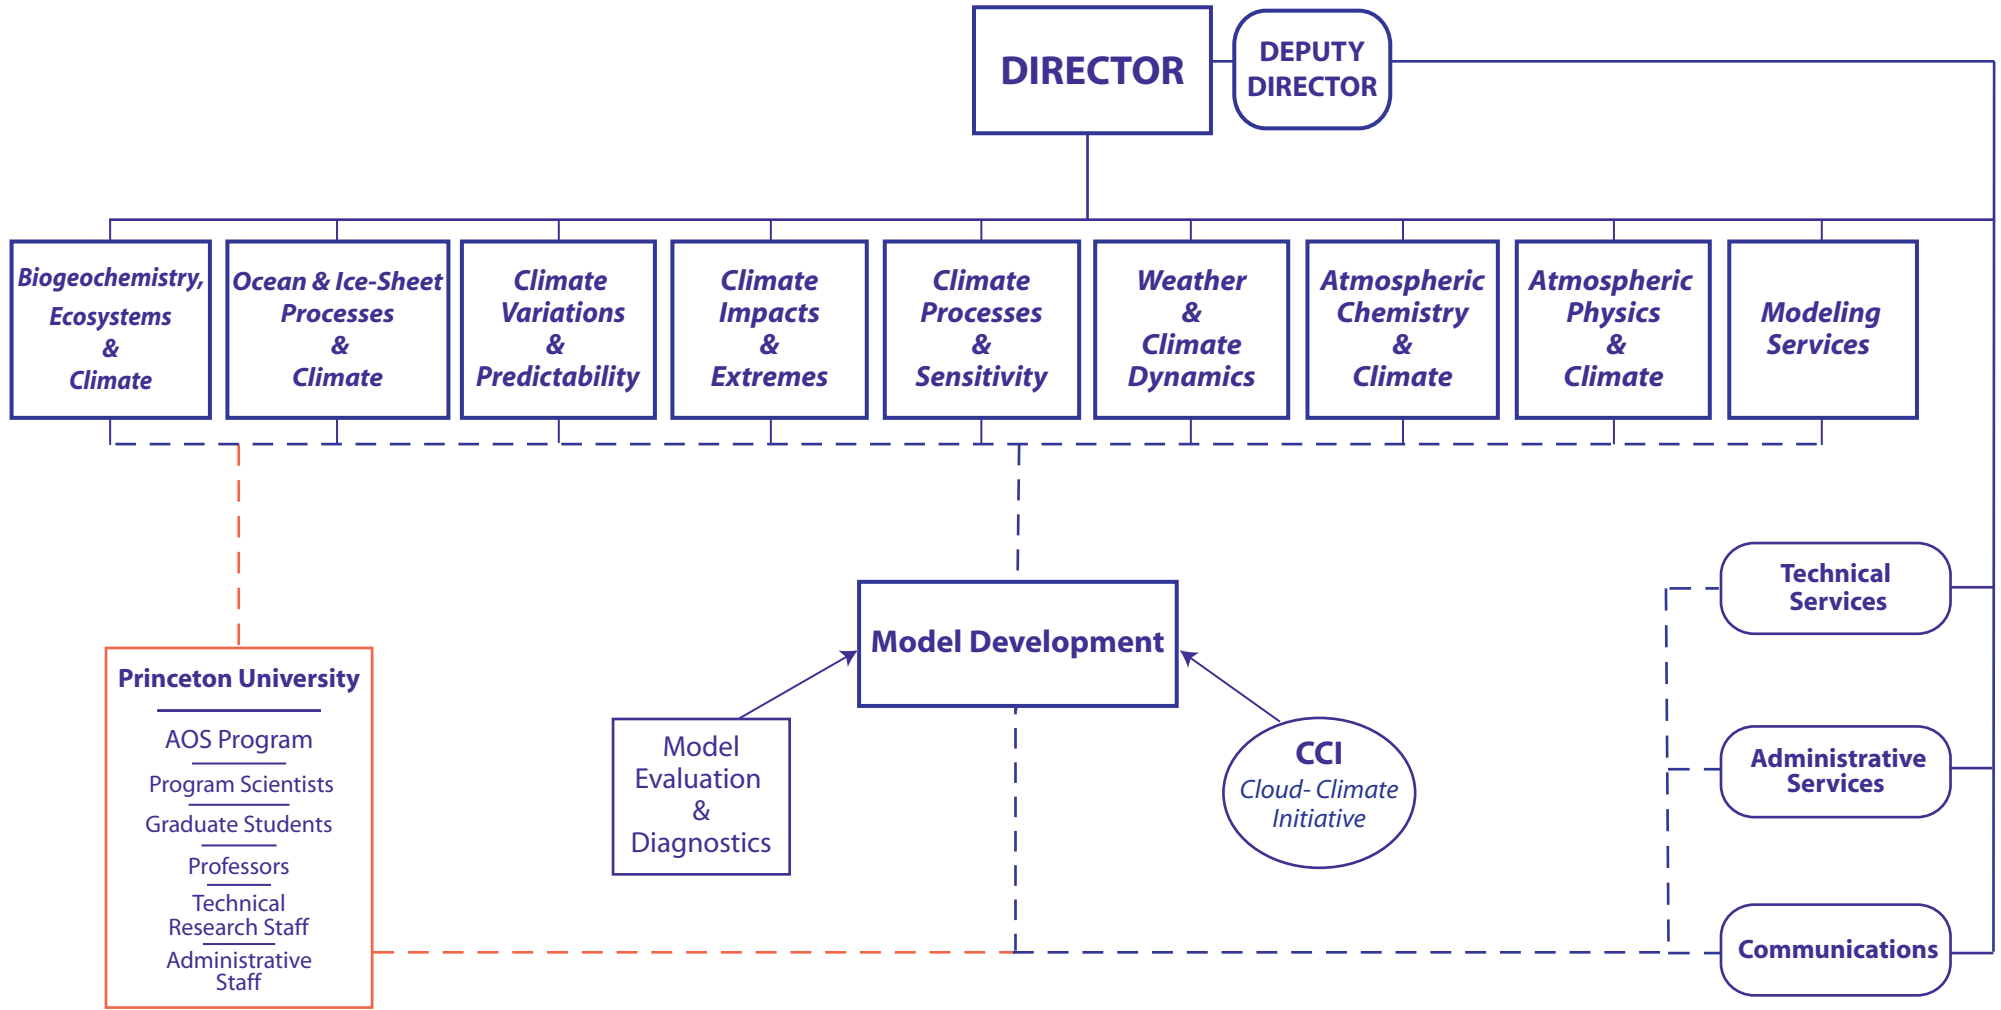 DIRECTOR
DEPUTY
DIRECTOR
Biogeochemistry,
Ecosystems
&
Climate
Ocean & Ice-Sheet
Processes
&
Climate
Climate
Variations
&
Predictability
Climate
Impacts
&
Extremes
Climate
Processes
&
Sensitivity
Weather
&
Climate
Dynamics
Atmospheric
Chemistry
&
Climate
Atmospheric
Physics
&
Climate
Modeling
Services
Princeton University
AOS Program
Program Scientists
Graduate Students
Professors
Technical
Research Staff
Administrative
Staff
Model Development
Model
Evaluation
&
Diagnostics
CCI
Cloud- Climate
Initiative
Technical
Services
Administrative
Services
Communications